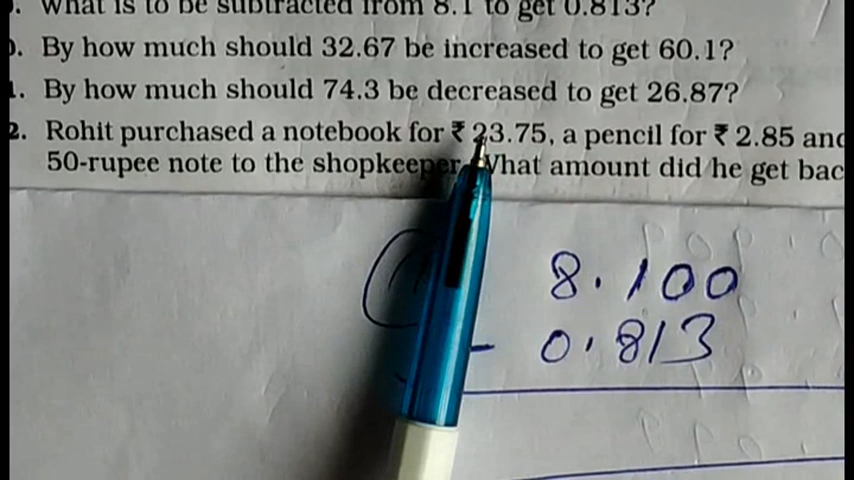 . What is to be subtracted from 8.1 to get 0.813?
. By how much should 32.67 be increased to get 60.1?
. By how much should 74.3 be decreased to get 26.87?
2. Rohit purchased a notebook for ₹ 23.75, a pencil for ₹ 2.85 and
50-rupee note to the shopkeeper. What amount did he get bac
8.100
- 0.813